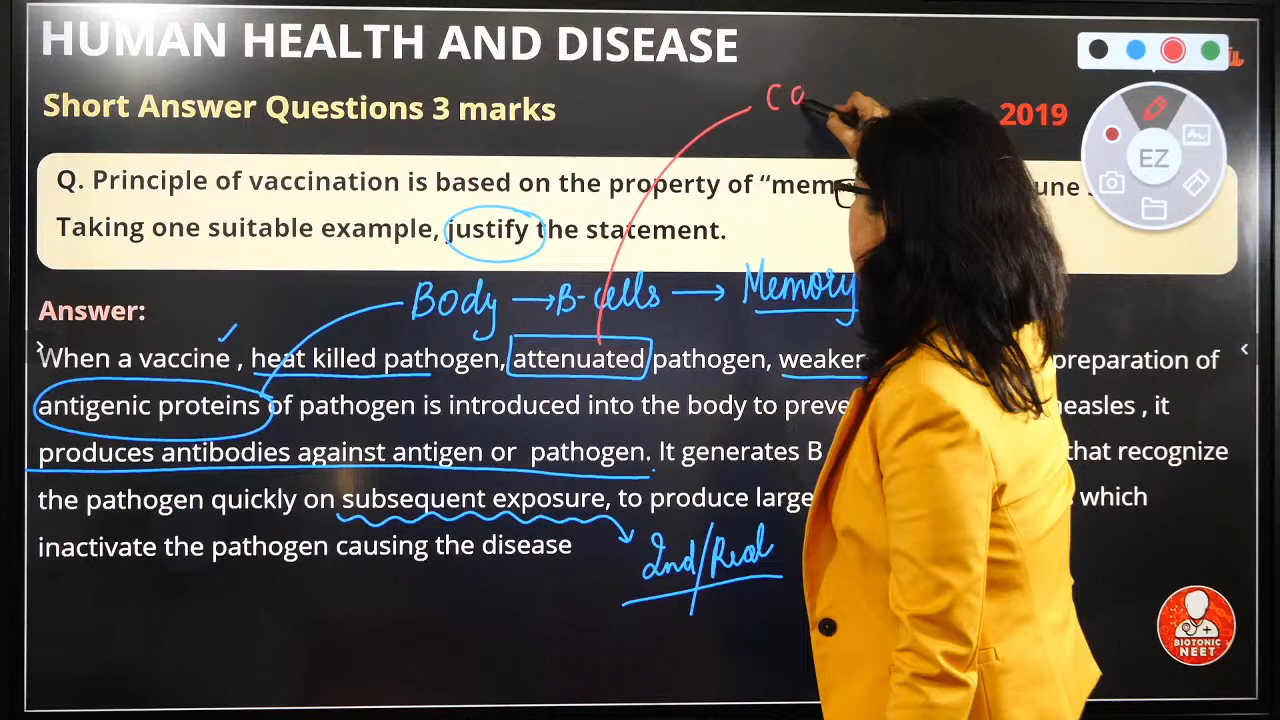 HUMAN HEALTH AND DISEASE
Short Answer Questions 3 marks
2019
Q. Principle of vaccination is based on the property of “mem
Taking one suitable example, justify the statement.
Answer:
Body → B-cells → Memory
When a vaccine , heat killed pathogen, attenuated pathogen, preparation of
antigenic proteins of pathogen is introduced into the body to , it
produces antibodies against antigen or pathogen. It generates B that recognize
the pathogen quickly on subsequent exposure, to produce large which
inactivate the pathogen causing the disease
2nd/Real
EZ
BIOTONIC
NEET